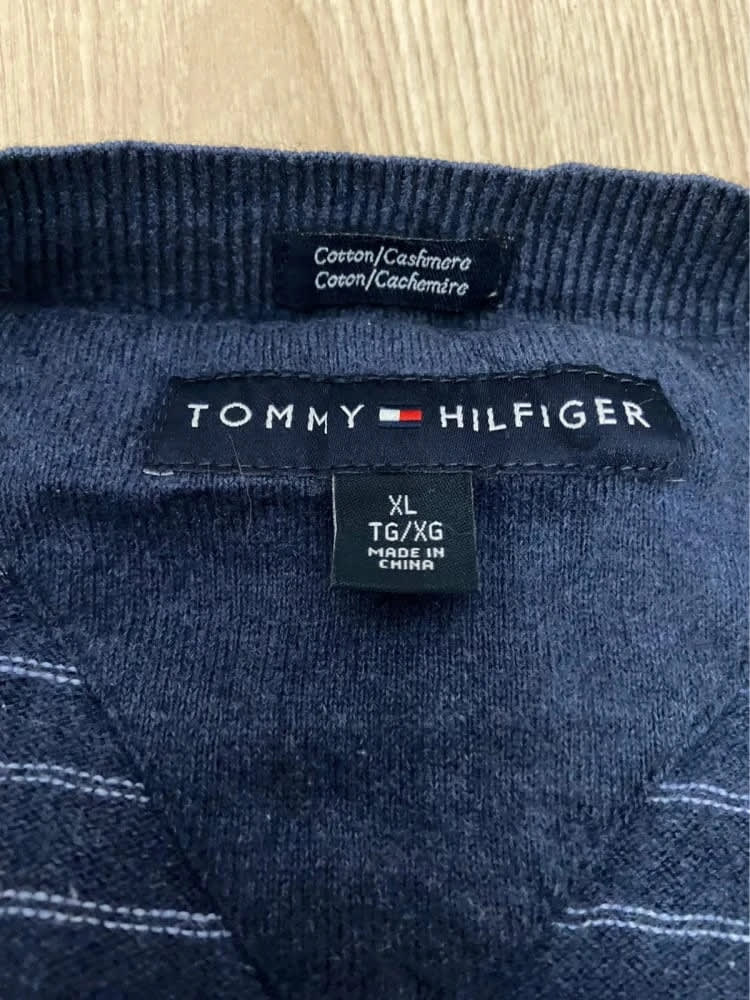 Cotton/Cashmere
Coton/Cachemire
TOMMY HILFIGER
XL
TG/XG
MADE IN
CHINA